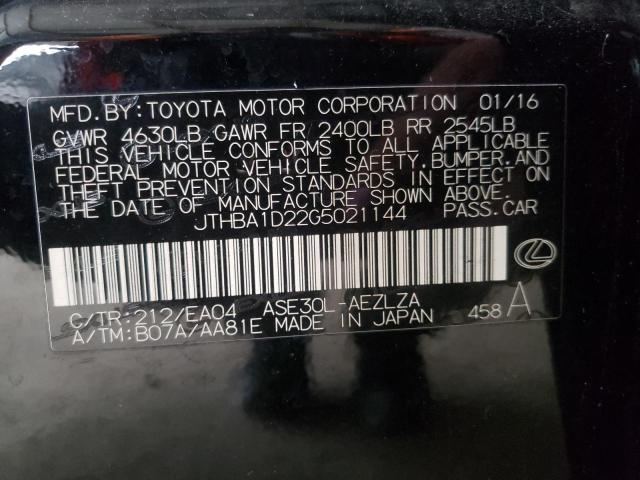 MFD.BY:TOYOTA MOTOR CORPORATION 01/16
GVWR 4630LB GAWR FR 2400LB RR 2545LB
THIS VEHICLE CONFORMS TO ALL APPLICABLE
FEDERAL MOTOR VEHICLE SAFETY,BUMPER,AND
THEFT PREVENTION STANDARDS IN EFFECT ON
THE DATE OF MANUFACTURE SHOWN ABOVE.
JTHBA1D22G5021144 PASS.CAR
C/TR:212/EA04 ASE30L-AEZLZA
A/TM:B07A/AA81E MADE IN JAPAN 458 A